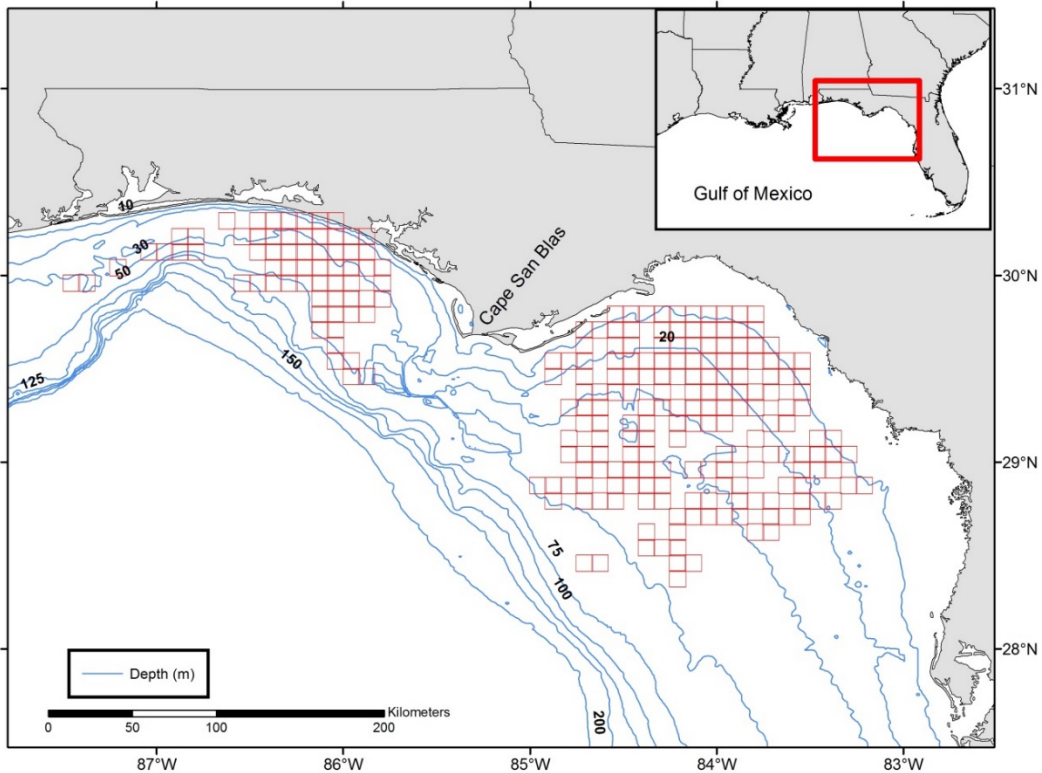 Gulf of Mexico
31°N
10
30
50
30°N
Cape San Blas
20
150
125
29°N
75
100
28°N
Depth (m)
Kilometers
0 50 100 200
200
87°W 86°W 85°W 84°W 83°W